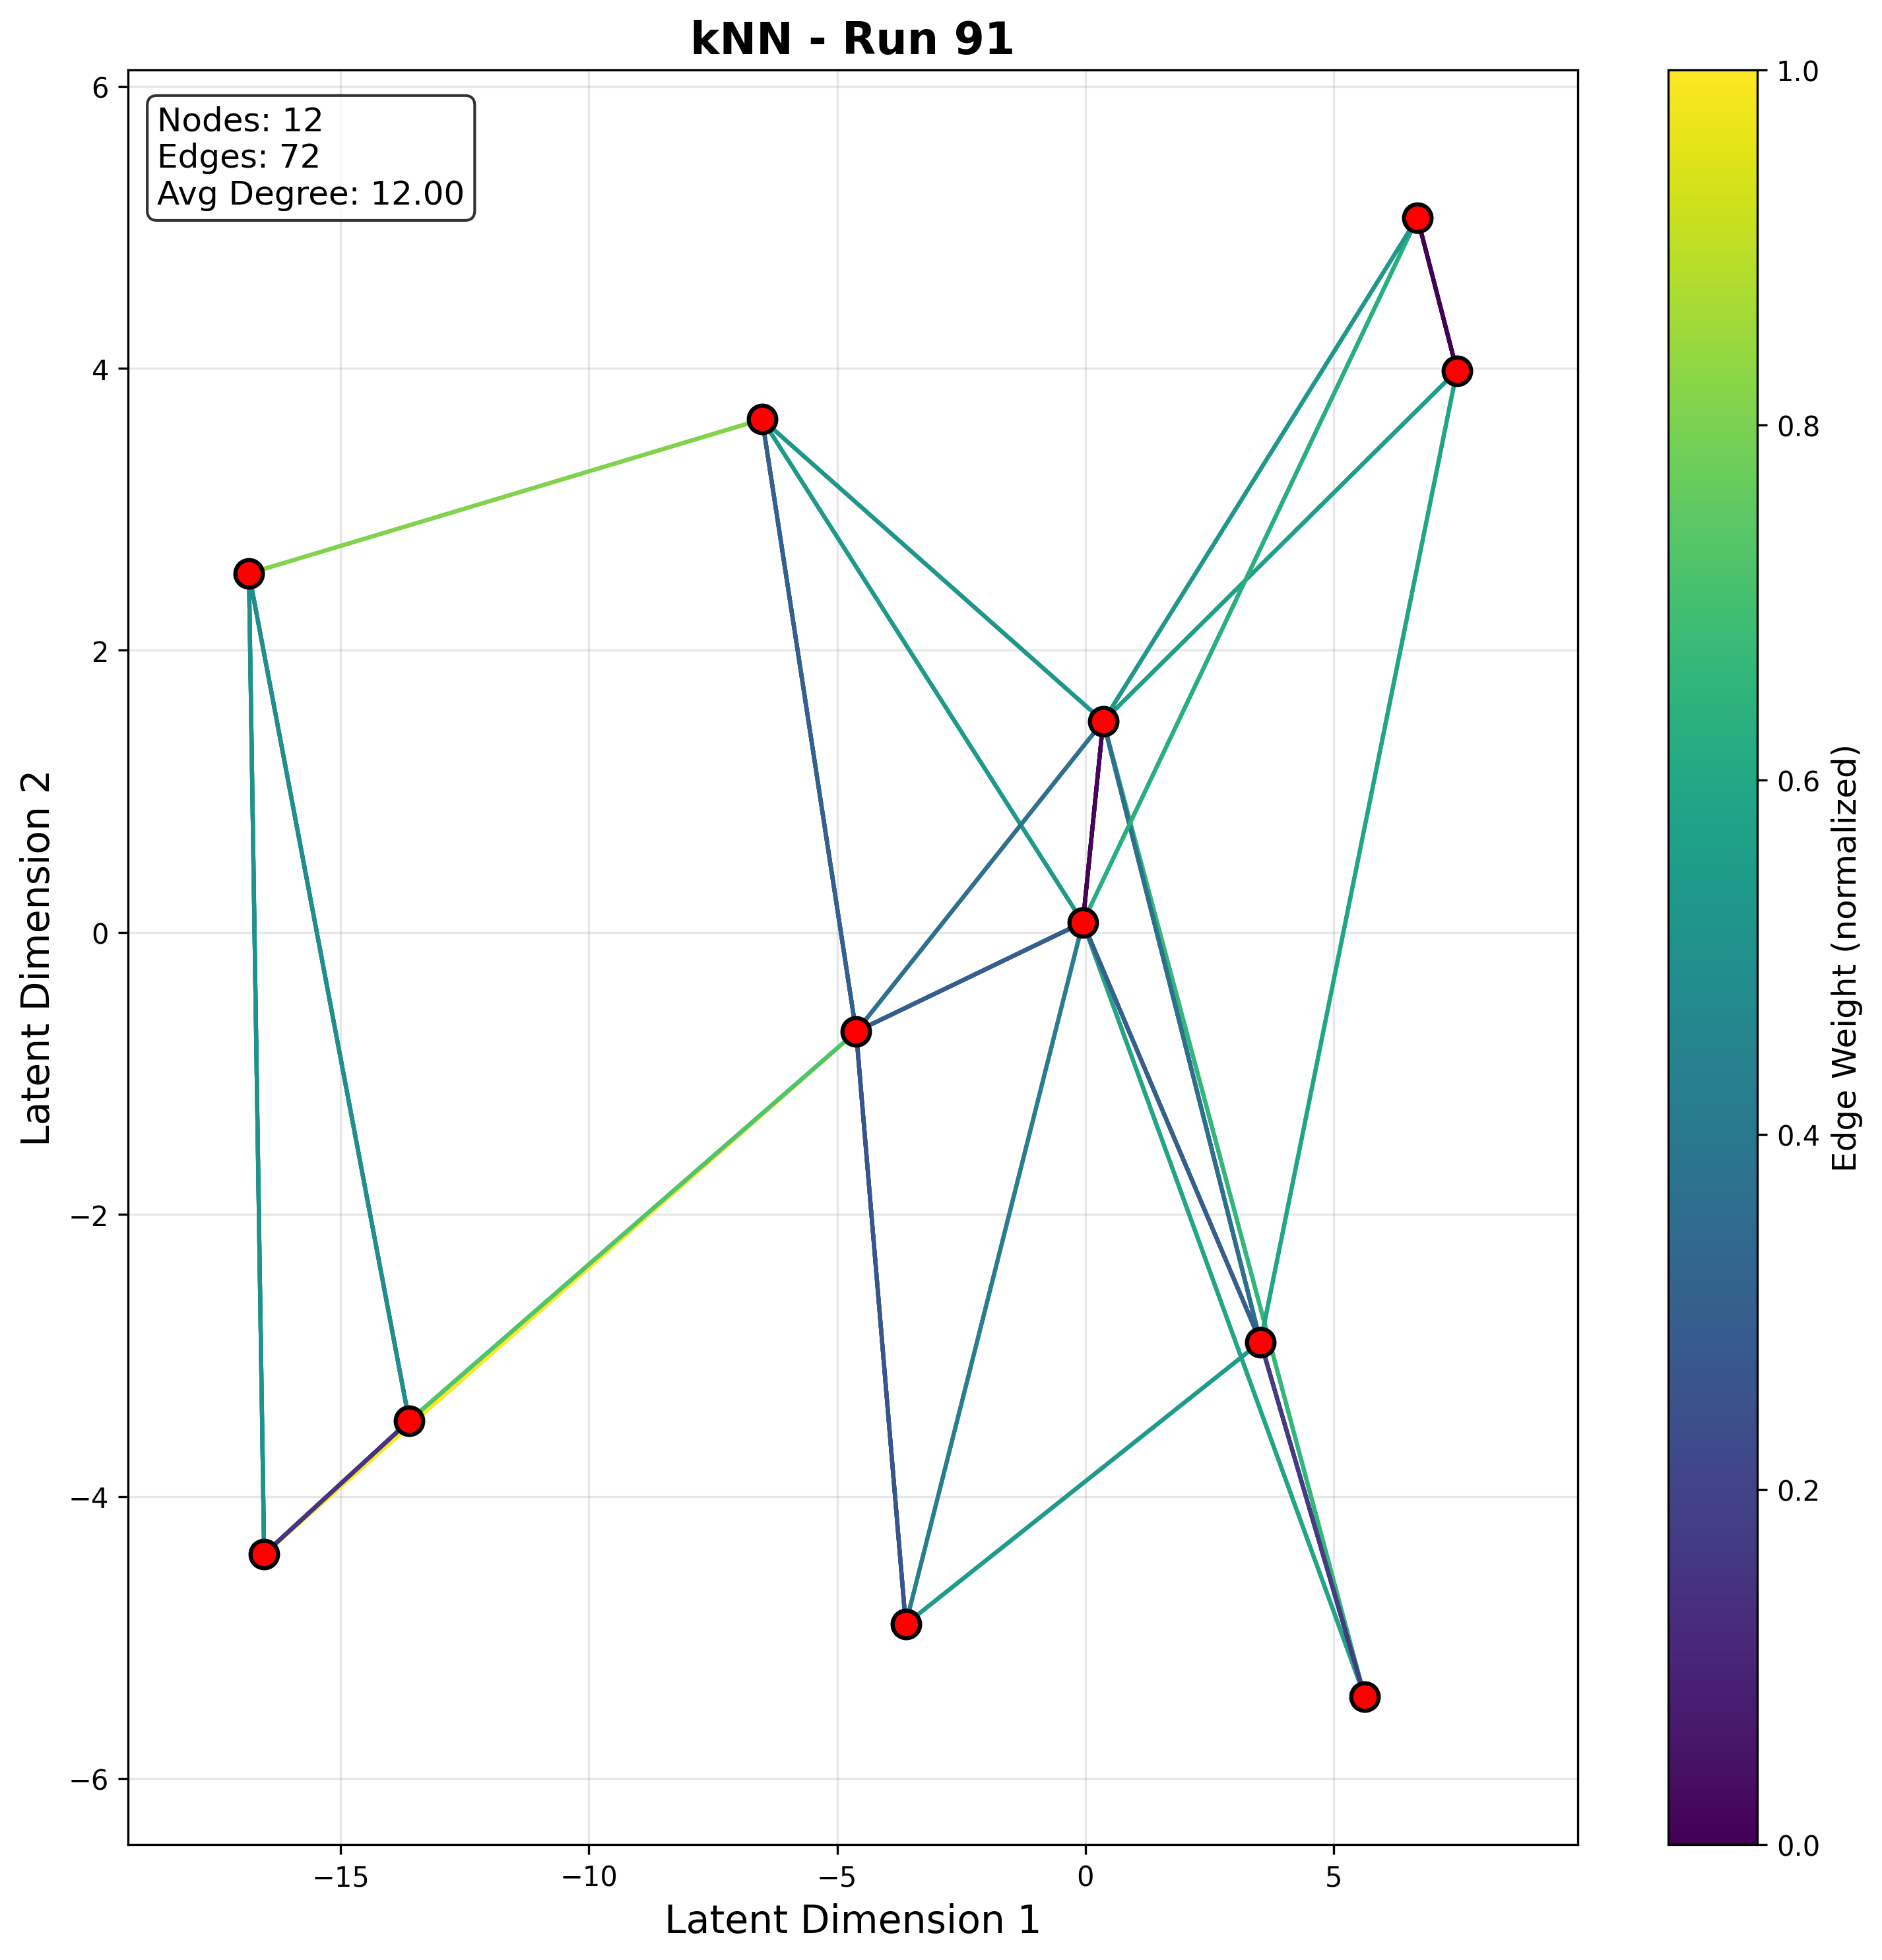 kNN - Run 91
Nodes: 12
Edges: 72
Avg Degree: 12.00
6
4
2
0
−2
−4
−6
Latent Dimension 2
−15
−10
−5
0
5
Latent Dimension 1
1.0
0.8
0.6
0.4
0.2
0.0
Edge Weight (normalized)